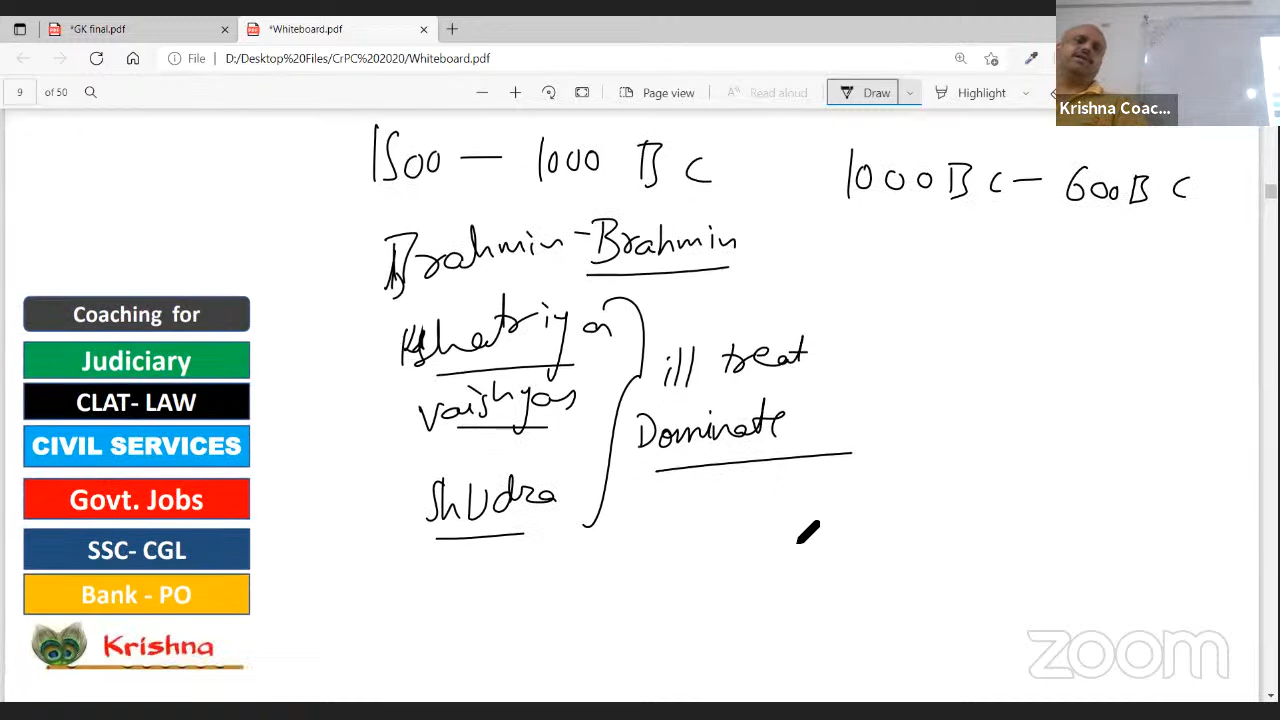 *GK final.pdf
*Whiteboard.pdf
File D:/Desktop%20Files/CrPC%202020/Whiteboard.pdf
9 of 50
Page view
Read aloud
Draw
Highlight
Krishna Coac...
1500 - 1000 BC
1000 BC - 600 BC
Brahmin - Brahmin
Kshatriya
Vaishyas
Shudra
ill treat
Dominate
Coaching for
Judiciary
CLAT- LAW
CIVIL SERVICES
Govt. Jobs
SSC- CGL
Bank - PO
Krishna
zoom